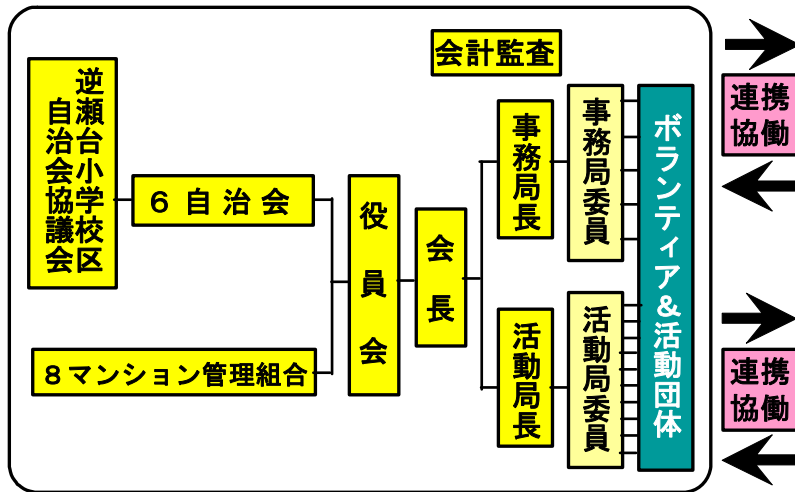 会計監査
逆瀬台小学校区
自治会協議会
６自治会
８マンション管理組合
役員会
会長
事務局長
事務局委員
活動局長
活動局委員
ボランティア&活動団体
連携
協働
連携
協働